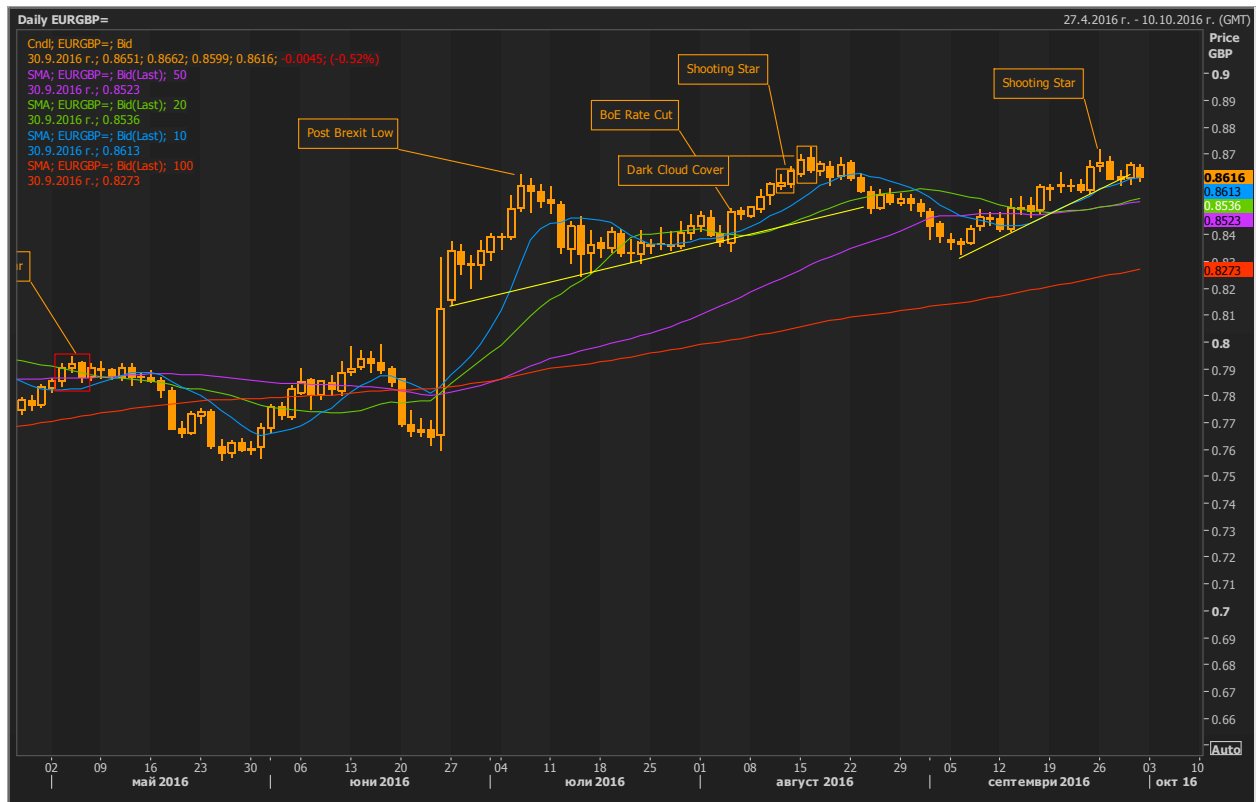 Daily EURGBP=
27.4.2016 г. - 10.10.2016 г. (GMT)
Cndl; EURGBP=; Bid
30.9.2016 г.; 0.8651; 0.8662; 0.8599; 0.8616; -0.0045; (-0.52%)
SMA; EURGBP=; Bid(Last); 50
30.9.2016 г.; 0.8523
SMA; EURGBP=; Bid(Last); 20
30.9.2016 г.; 0.8536
SMA; EURGBP=; Bid(Last); 10
30.9.2016 г.; 0.8613
SMA; EURGBP=; Bid(Last); 100
30.9.2016 г.; 0.8273
Post Brexit Low
Shooting Star
BoE Rate Cut
Dark Cloud Cover
Shooting Star
Price
GBP
0.9
0.89
0.88
0.87
0.8616
0.8613
0.8536
0.8523
0.84
0.8273
0.82
0.81
0.8
0.79
0.78
0.77
0.76
0.75
0.74
0.73
0.72
0.71
0.7
0.69
0.68
0.67
0.66
Auto
02 09 16 23 30 06 13 20 27 04 11 18 25 01 08 15 22 29 05 12 19 26 03 10
май 2016 юни 2016 юли 2016 август 2016 септември 2016 окт 16